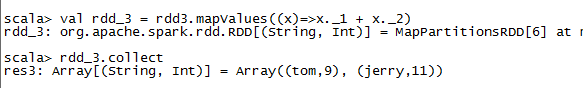 scala> val rdd_3 = rdd3.mapValues((x)=>x._1 + x._2)
rdd_3: org.apache.spark.rdd.RDD[(String, Int)] = MapPartitionsRDD[6] at
scala> rdd_3.collect
res3: Array[(String, Int)] = Array((tom,9), (jerry,11))